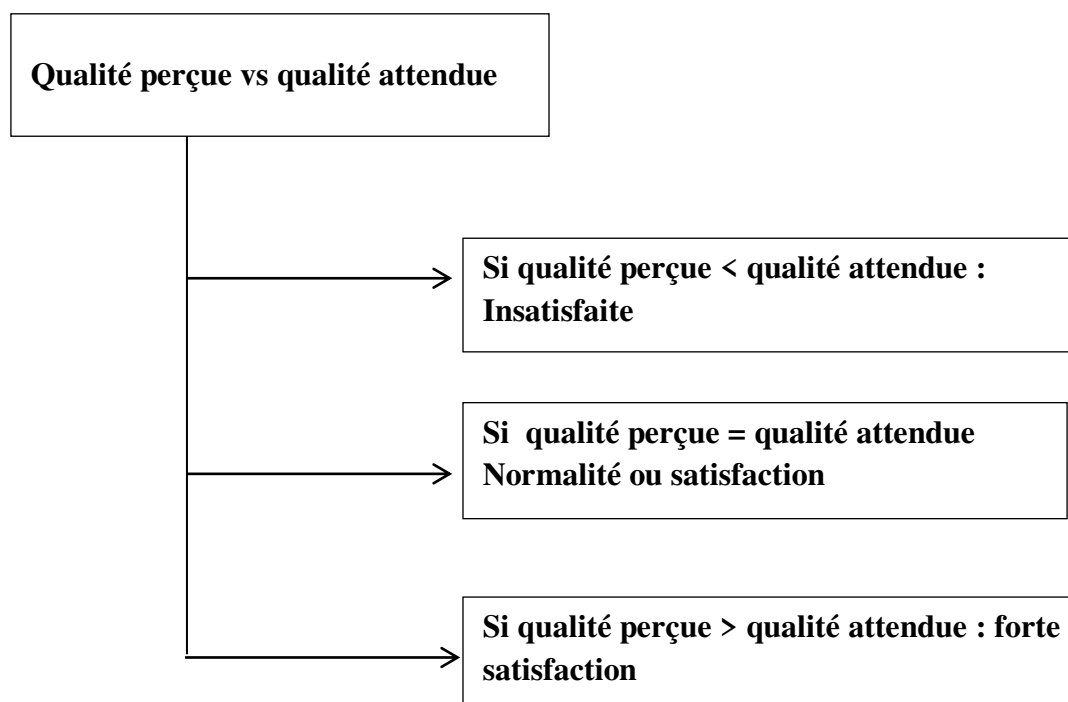 Qualité perçue vs qualité attendue
Si qualité perçue < qualité attendue :
Insatisfaite
Si qualité perçue = qualité attendue
Normalité ou satisfaction
Si qualité perçue > qualité attendue : forte
satisfaction